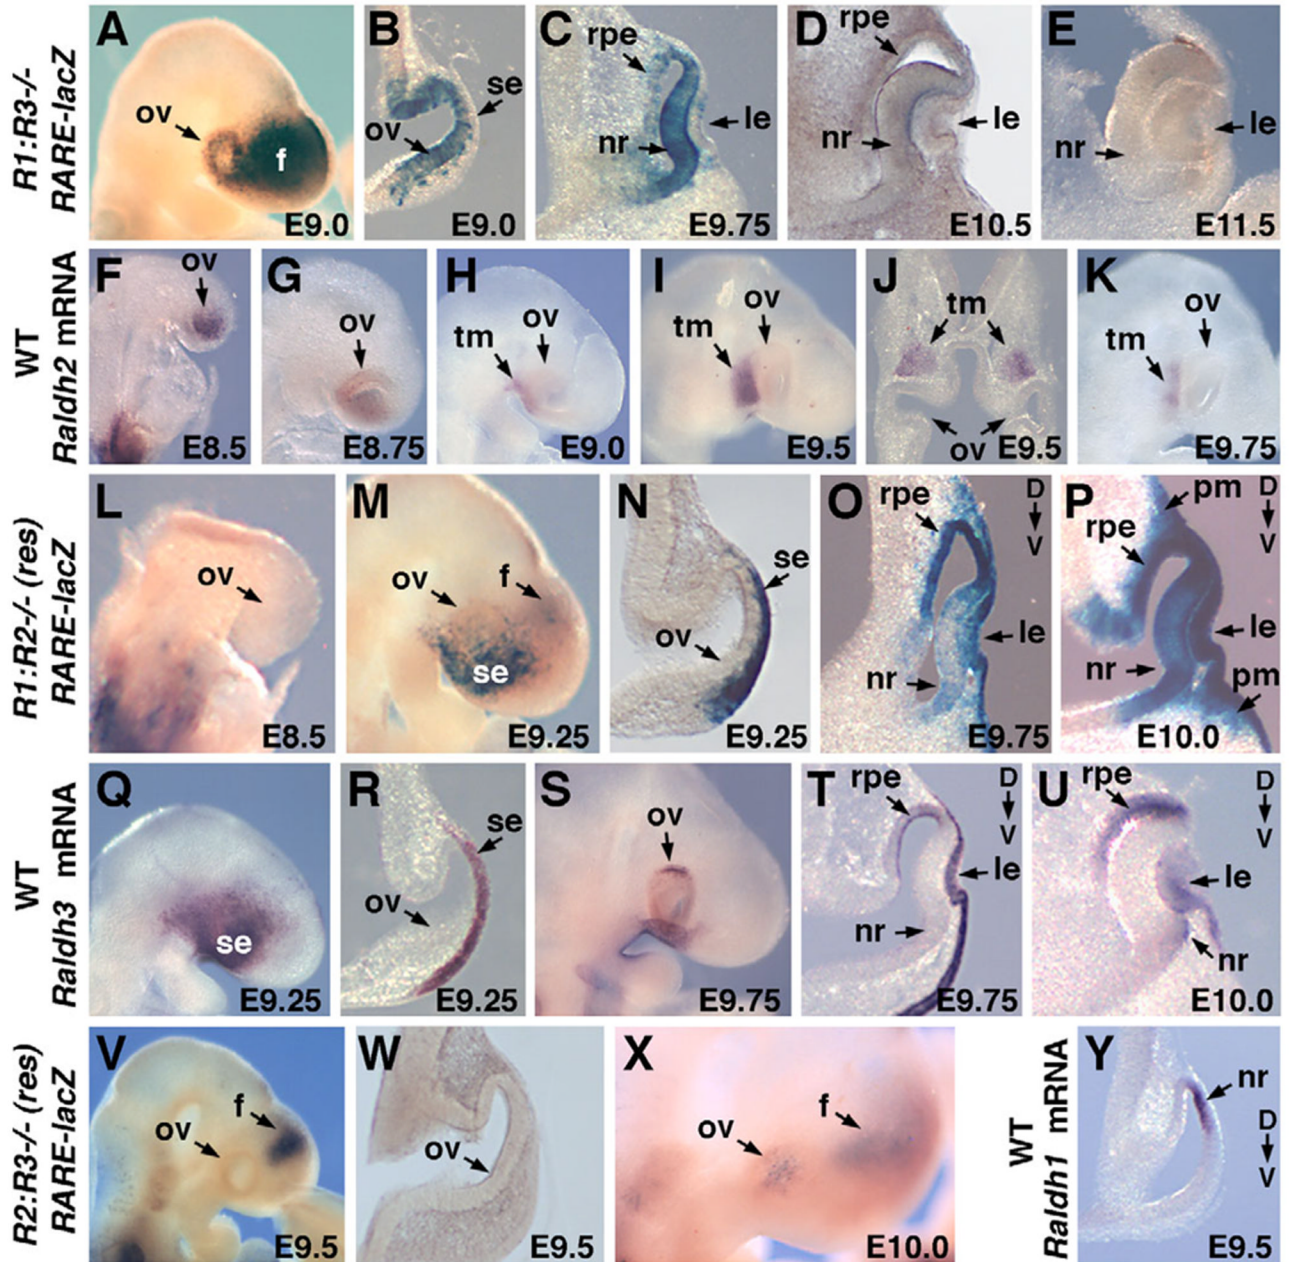 R1:R3-/-
RARE-lacZ
A
ov
f
E9.0
B
se
ov
E9.0
C
rpe
le
nr
E9.75
D
rpe
le
nr
E10.5
E
le
nr
E11.5
WT
Raldh2 mRNA
F
ov
E8.5
G
ov
E8.75
H
ov
tm
E9.0
I
ov
tm
E9.5
J
tm
ov
E9.5
K
ov
tm
E9.75
R1:R2-/- (res)
RARE-lacZ
L
ov
E8.5
M
ov
f
se
E9.25
N
se
ov
E9.25
O
rpe
D
V
le
nr
E9.75
P
pm
D
V
rpe
le
nr
pm
E10.0
WT
Raldh3 mRNA
Q
se
E9.25
R
se
ov
E9.25
S
ov
E9.75
T
rpe
D
V
le
nr
E9.75
U
rpe
D
V
le
nr
E10.0
R2:R3-/- (res)
RARE-lacZ
V
f
ov
E9.5
W
ov
E9.5
X
f
ov
E10.0
WT
Raldh1 mRNA
Y
nr
D
V
E9.5